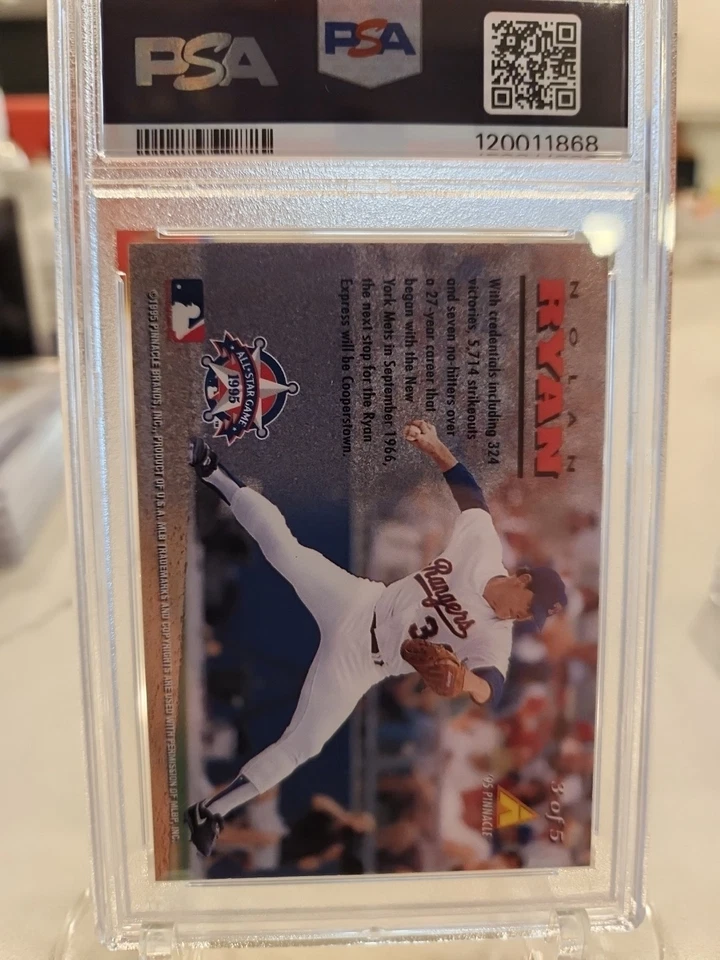 PSA
PSA
120011868
NOLAN
RYAN
With credentials including 324
victories, 5,714 strikeouts
and seven no-hitters over
a 27-year career that
began with the New
York Mets in September 1966,
the next stop for the Ryan
Express will be Cooperstown.
ALL-STAR GAME
1995
Rangers
3
3 of 5
'95 PINNACLE
©1995 PINNACLE BRANDS, INC., PRODUCT OF U.S.A. MLB TRADEMARKS AND COPYRIGHTS ARE USED WITH PERMISSION OF MLBP, INC.